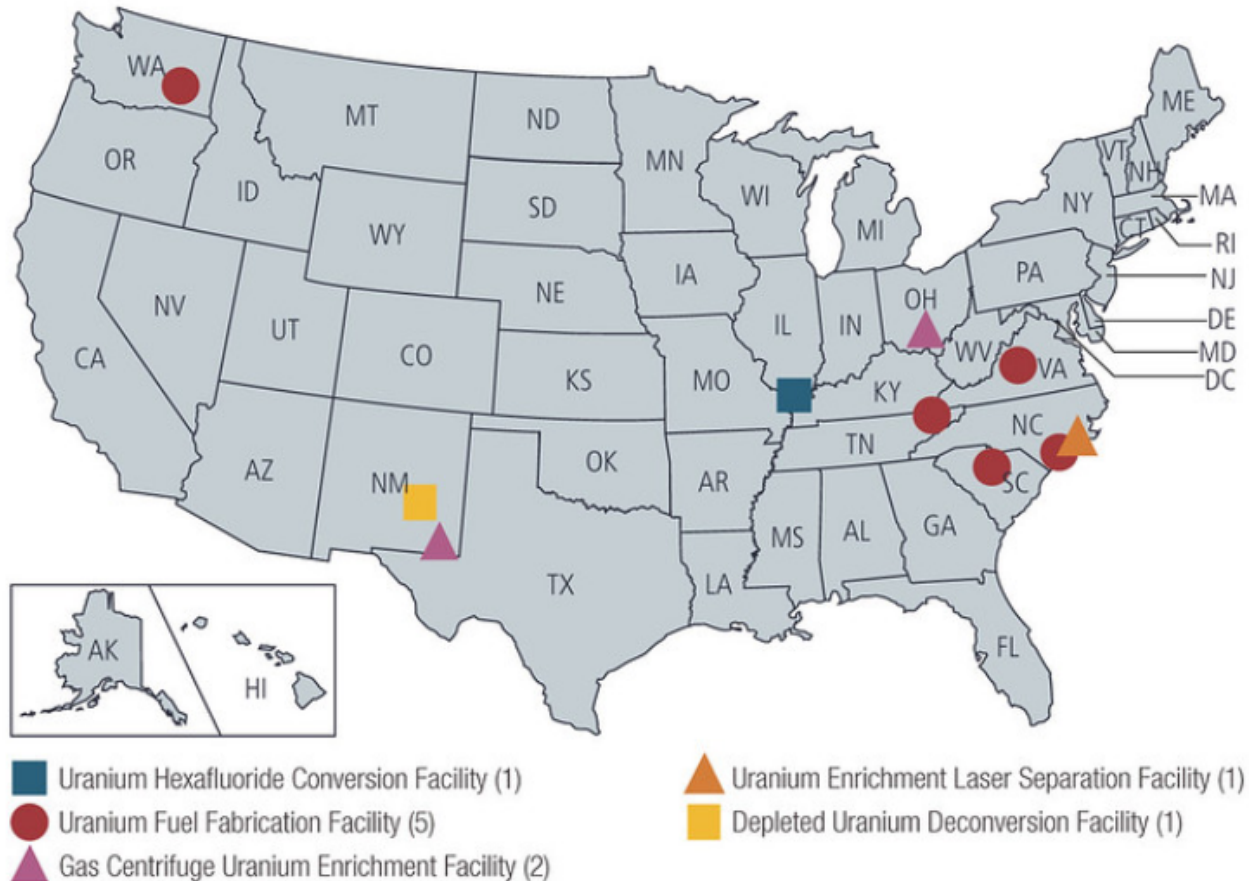 WA
MT
ND
MN
OR
ID
SD
WI
MI
ME
VT
NH
NY
MA
CT
RI
WY
IA
PA
NJ
NE
NV
UT
CO
IL
IN
OH
DE
WV
MD
VA
DC
CA
KS
MO
KY
NC
TN
AZ
NM
OK
AR
SC
MS
AL
GA
TX
LA
FL
AK
HI
Uranium Hexafluoride Conversion Facility (1)
Uranium Fuel Fabrication Facility (5)
Gas Centrifuge Uranium Enrichment Facility (2)
Uranium Enrichment Laser Separation Facility (1)
Depleted Uranium Deconversion Facility (1)